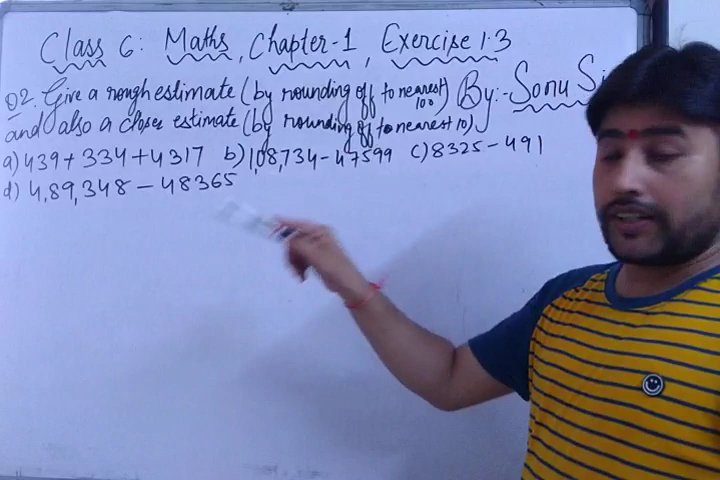 Class 6: Maths, Chapter-1, Exercise 1.3
Q2. Give a rough estimate (by rounding off to nearest 100) By:- Sonu
and also a closer estimate (by rounding off to nearest 10).
a) 439+334+4317 b) 1,08,734-47599 c) 8325-491
d) 4,89,348-48365